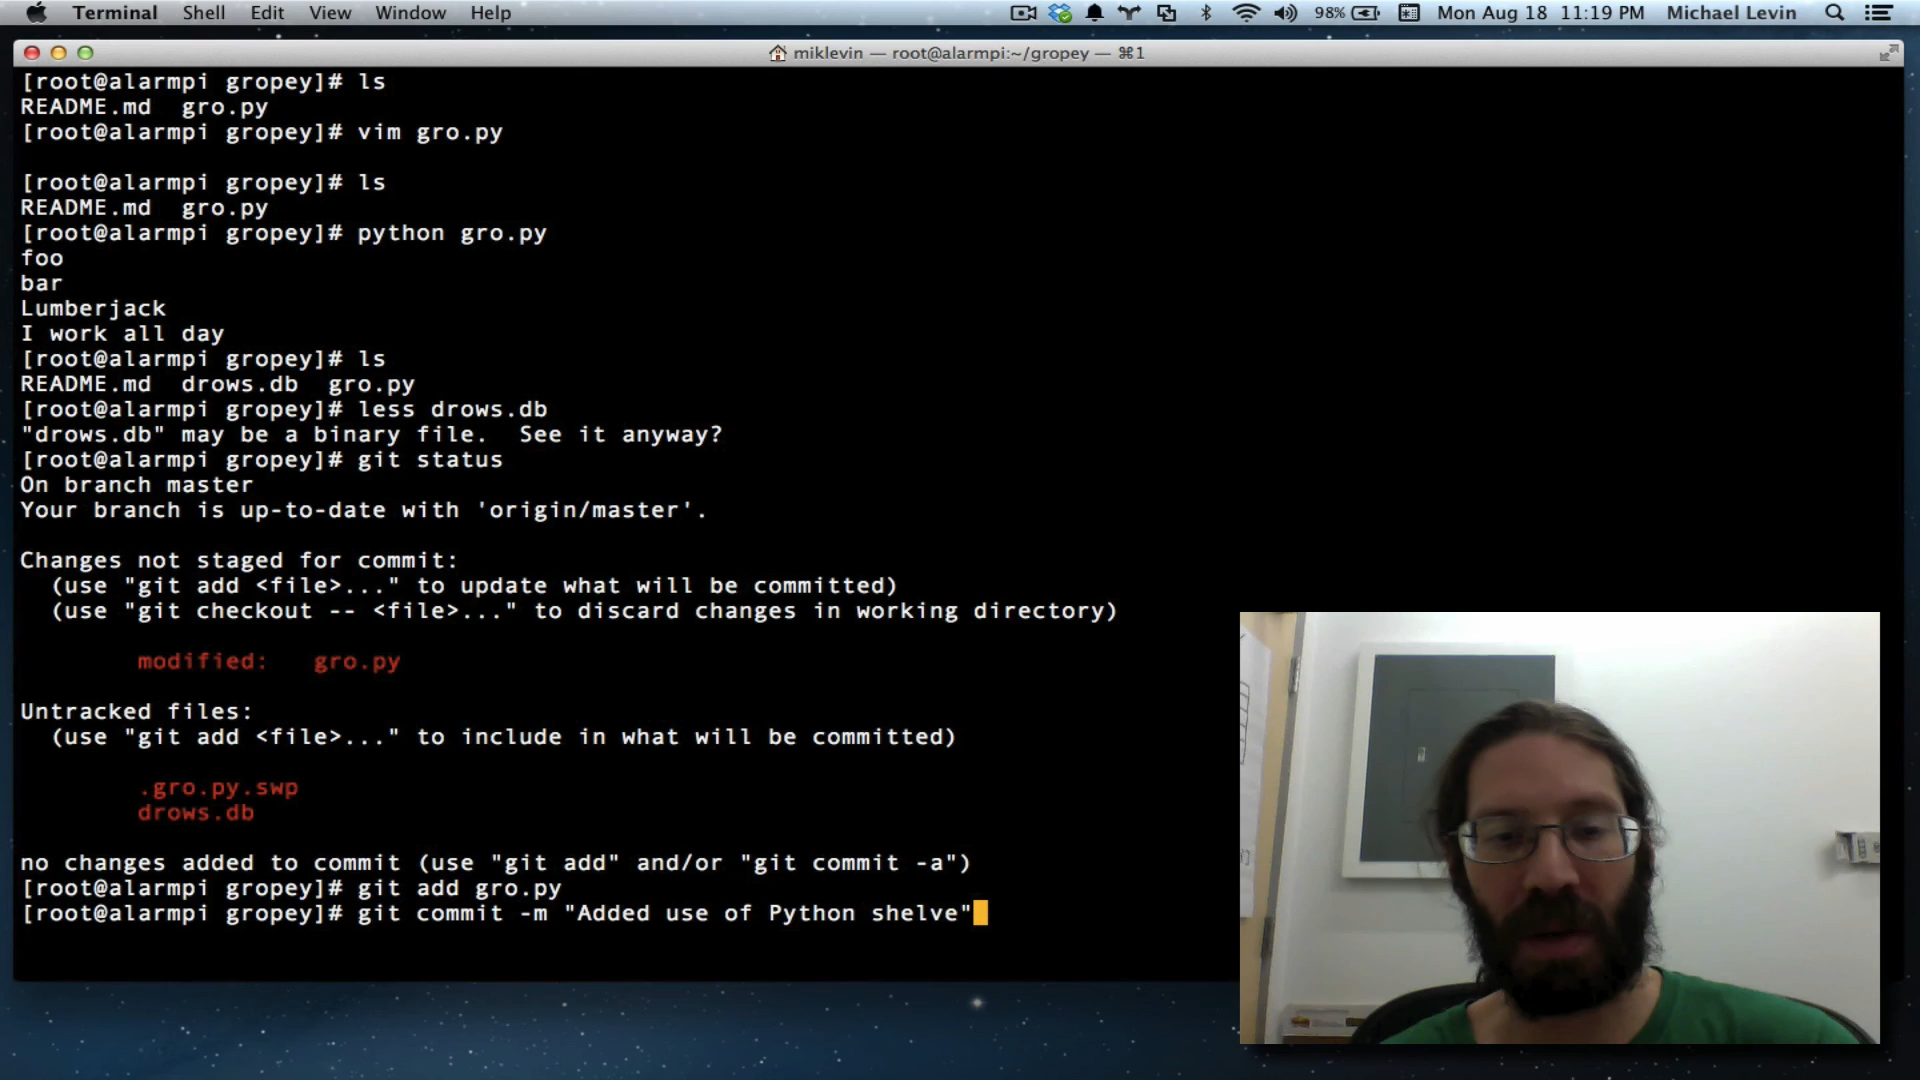 Terminal Shell Edit View Window Help 98% Mon Aug 18 11:19 PM Michael Levin
miklevin — root@alarmpi:~/gropey — ⌘1
[root@alarmpi gropey]# ls
README.md  gro.py
[root@alarmpi gropey]# vim gro.py
[root@alarmpi gropey]# ls
README.md  gro.py
[root@alarmpi gropey]# python gro.py
foo
bar
Lumberjack
I work all day
[root@alarmpi gropey]# ls
README.md  drows.db  gro.py
[root@alarmpi gropey]# less drows.db
"drows.db" may be a binary file.  See it anyway?
[root@alarmpi gropey]# git status
On branch master
Your branch is up-to-date with 'origin/master'.
Changes not staged for commit:
  (use "git add <file>..." to update what will be committed)
  (use "git checkout -- <file>..." to discard changes in working directory)
modified:   gro.py
Untracked files:
  (use "git add <file>..." to include in what will be committed)
.gro.py.swp
drows.db
no changes added to commit (use "git add" and/or "git commit -a")
[root@alarmpi gropey]# git add gro.py
[root@alarmpi gropey]# git commit -m "Added use of Python shelve"